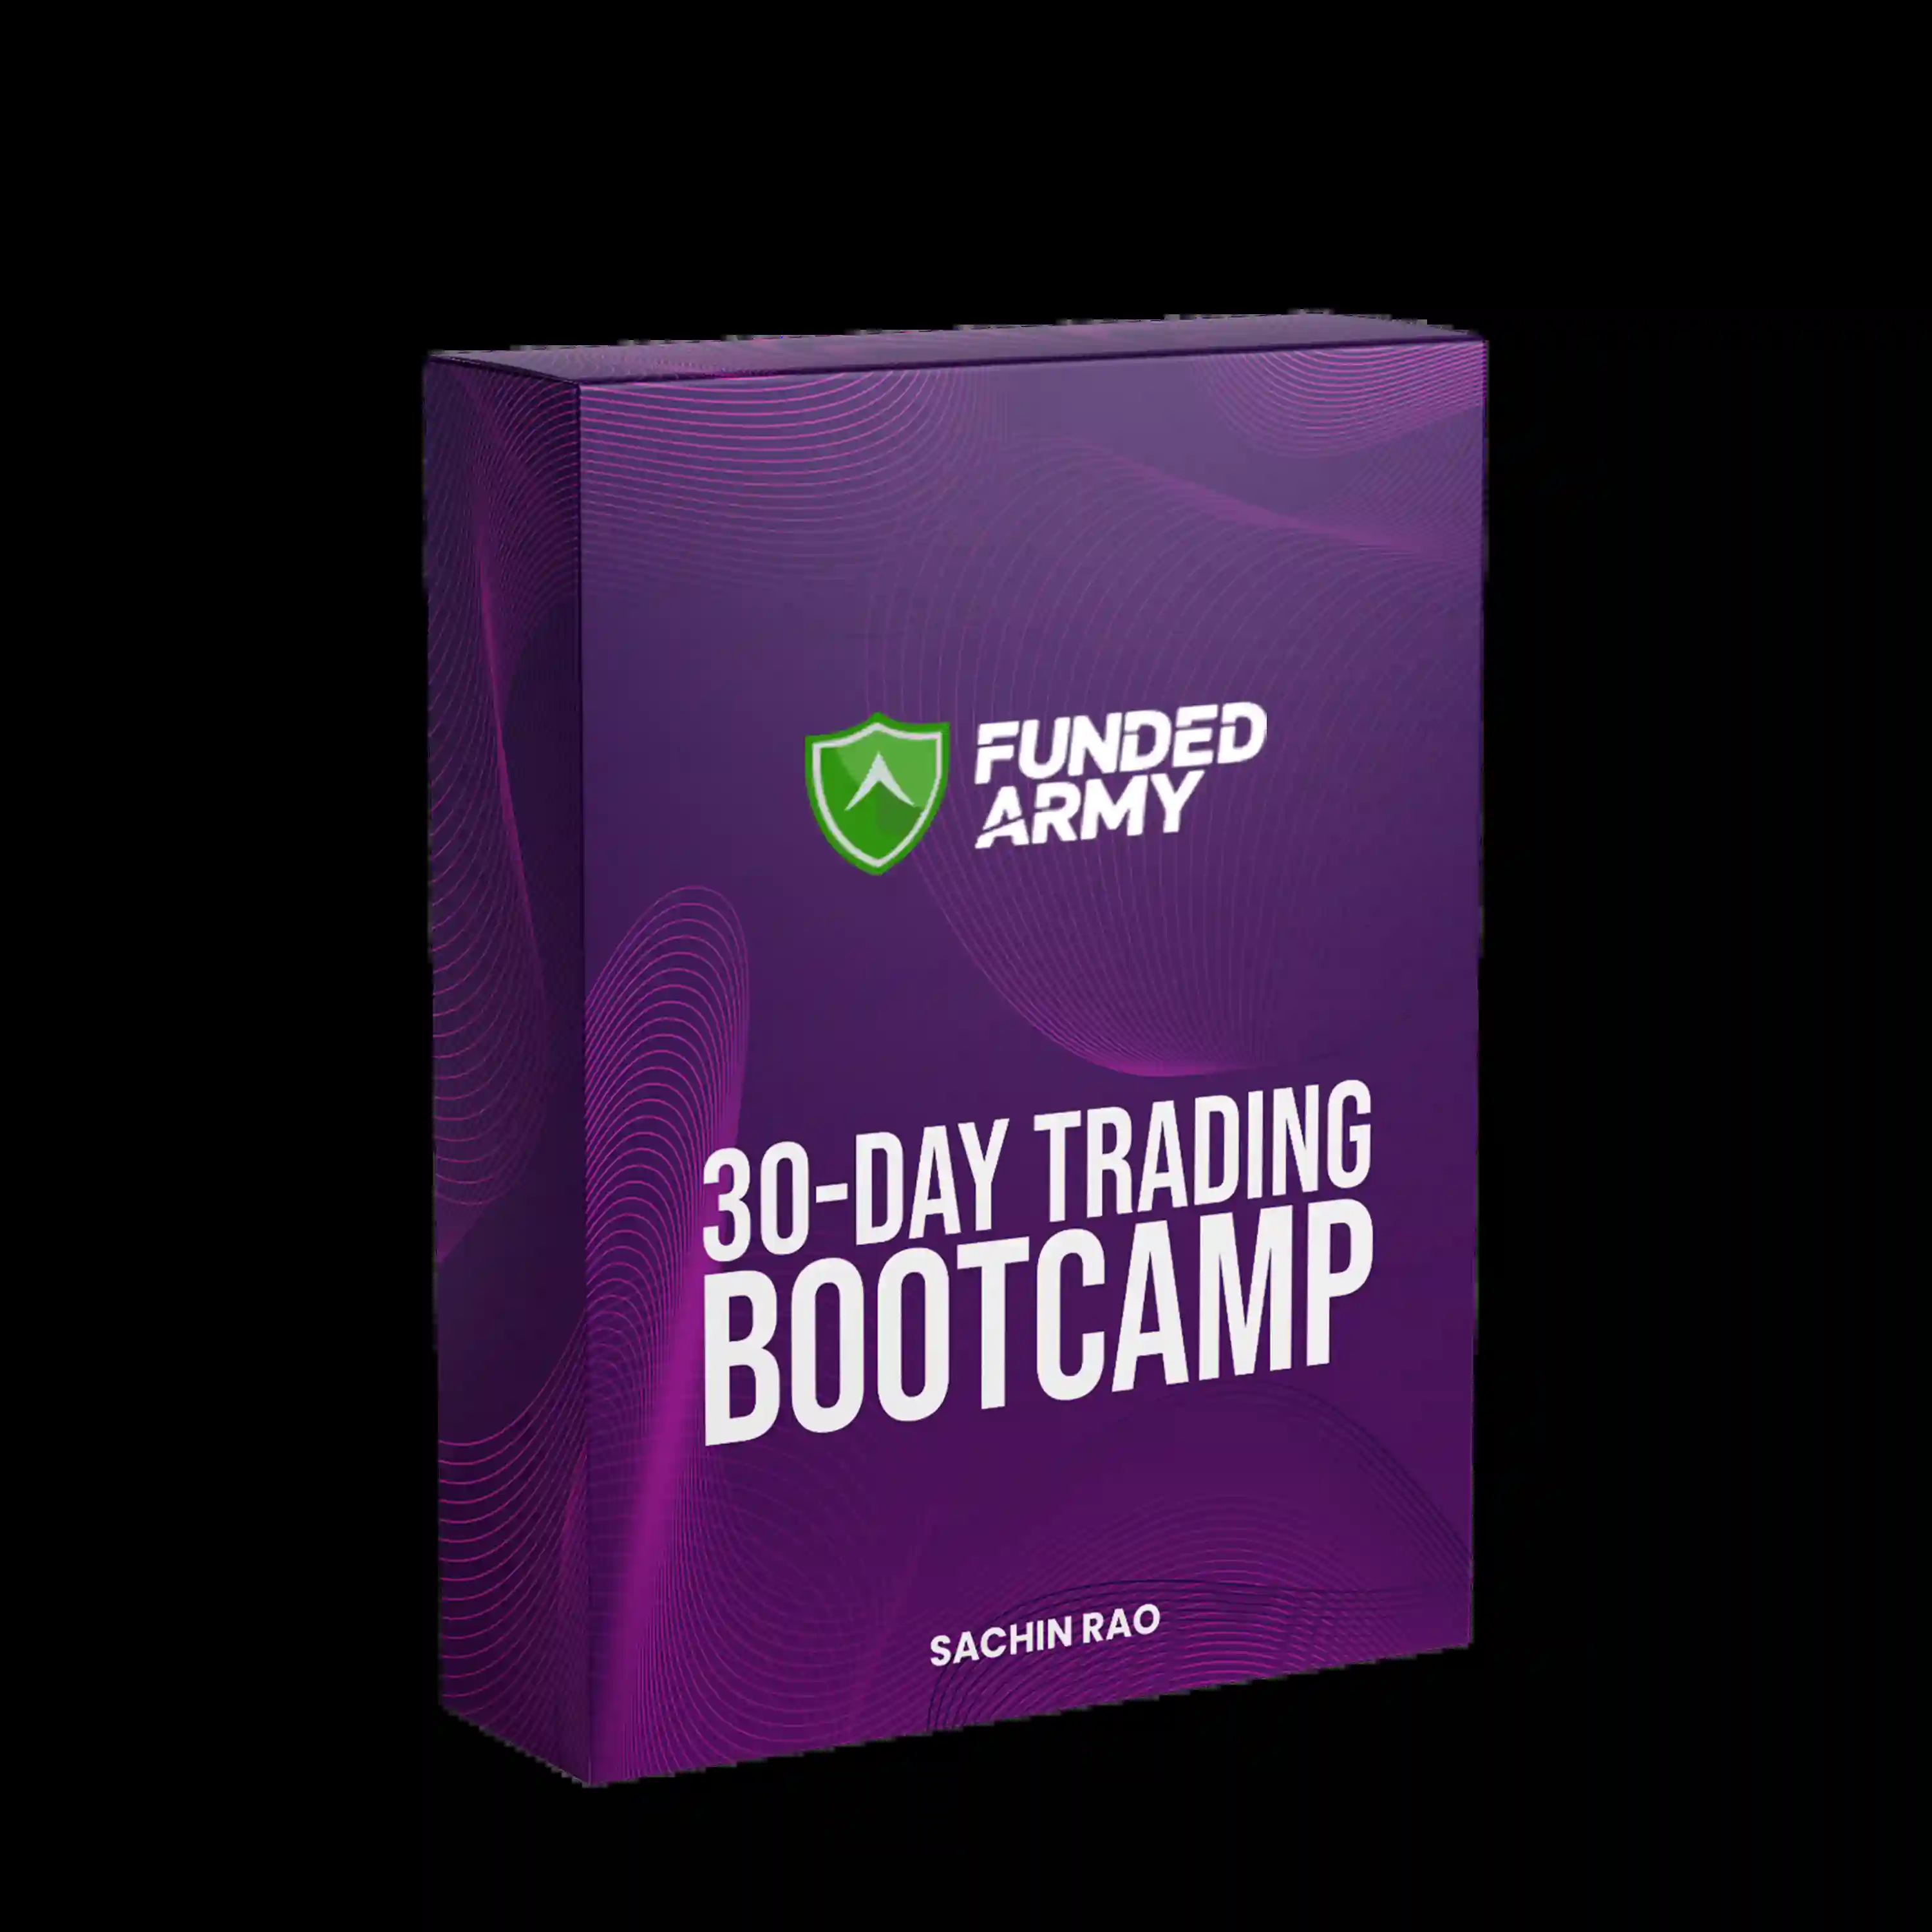 FUNDED
ARMY
30-DAY TRADING
BOOTCAMP
SACHIN RAO